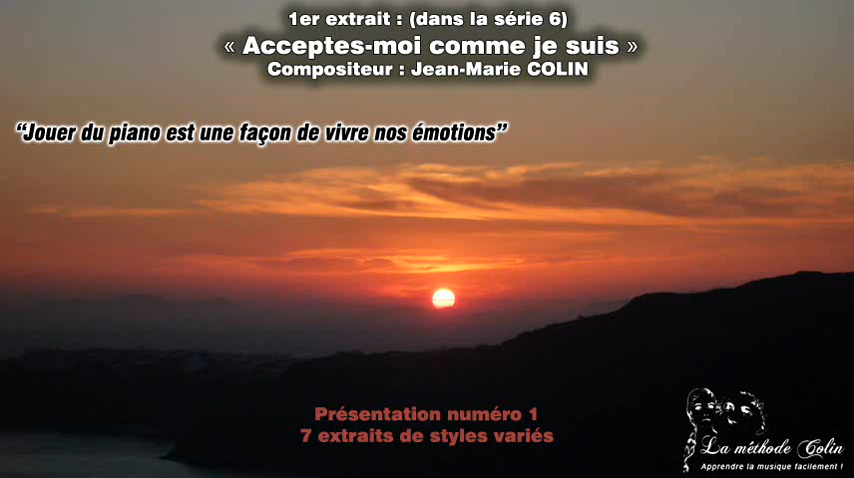 1er extrait : (dans la série 6)
« Acceptes-moi comme je suis »
Compositeur : Jean-Marie COLIN
“Jouer du piano est une façon de vivre nos émotions”
Présentation numéro 1
7 extraits de styles variés
La méthode Colin
Apprendre la musique facilement !